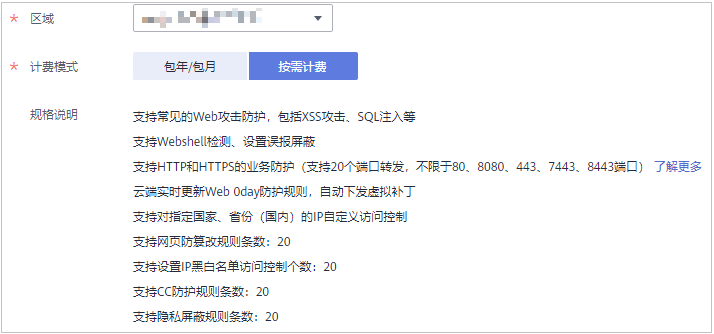 * 区域
* 计费模式 包年/包月 按需计费
规格说明 支持常见的Web攻击防护，包括XSS攻击、SQL注入等
支持Webshell检测、设置误报屏蔽
支持HTTP和HTTPS的业务防护（支持20个端口转发，不限于80、8080、443、7443、8443端口） 了解更多
云端实时更新Web 0day防护规则，自动下发虚拟补丁
支持对指定国家、省份（国内）的IP自定义访问控制
支持网页防篡改规则条数：20
支持设置IP黑白名单访问控制个数：20
支持CC防护规则条数：20
支持隐私屏蔽规则条数：20